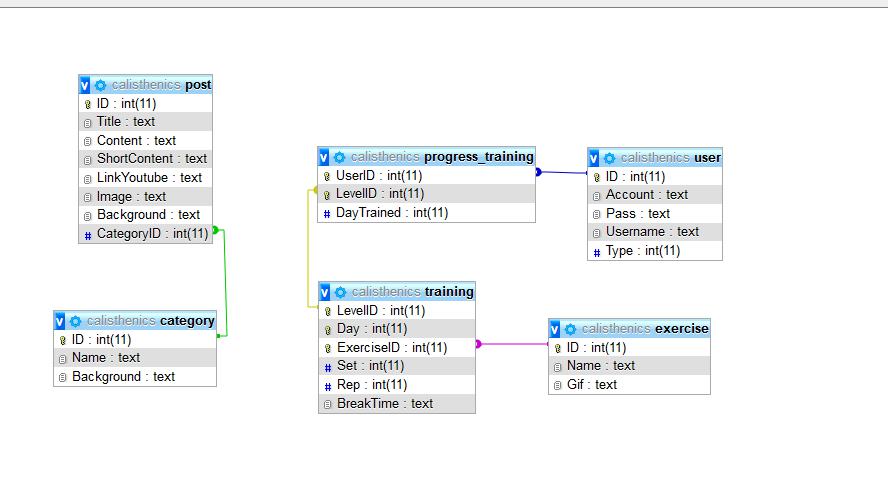 v calisthenics post
ID : int(11)
Title : text
Content : text
ShortContent : text
LinkYoutube : text
Image : text
Background : text
# CategoryID : int(11)
v calisthenics category
ID : int(11)
Name : text
Background : text
v calisthenics progress_training
UserID : int(11)
LevelID : int(11)
# DayTrained : int(11)
v calisthenics user
ID : int(11)
Account : text
Pass : text
Username : text
# Type : int(11)
v calisthenics training
LevelID : int(11)
Day : int(11)
ExerciseID : int(11)
# Set : int(11)
# Rep : int(11)
BreakTime : text
v calisthenics exercise
ID : int(11)
Name : text
Gif : text